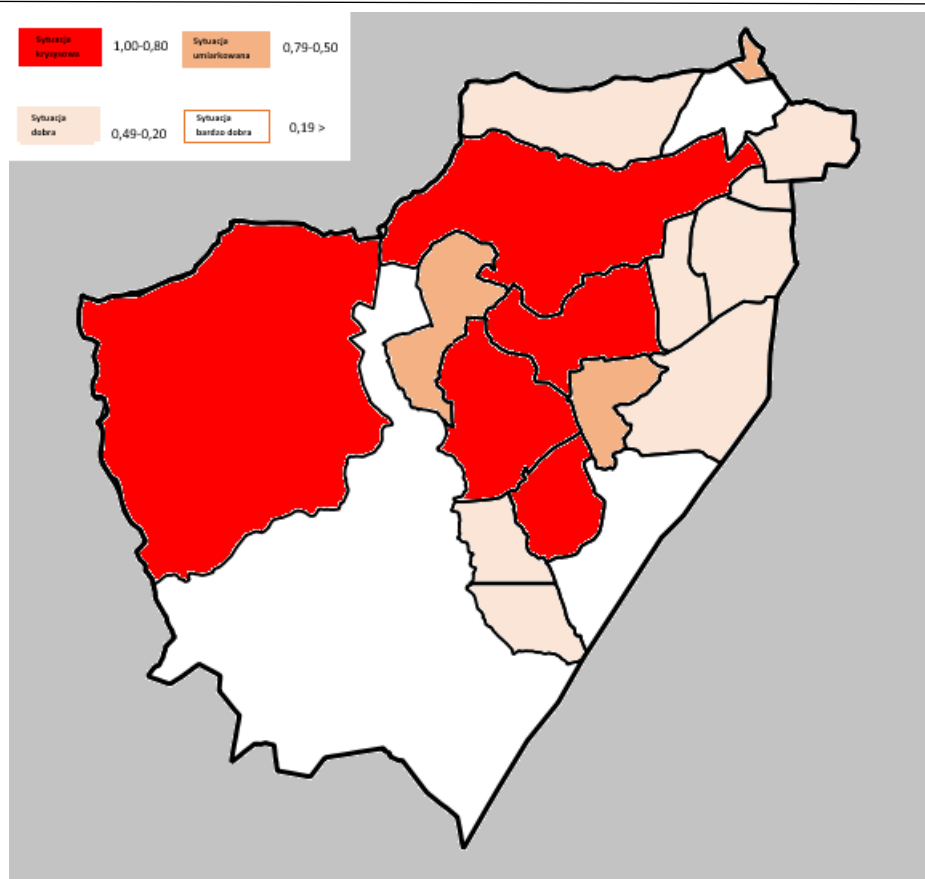 Sytuacja
kryzysowa
1,00-0,80
Sytuacja
umiarkowana
0,79-0,50
Sytuacja
dobra
0,49-0,20
Sytuacja
bardzo dobra
0,19 >